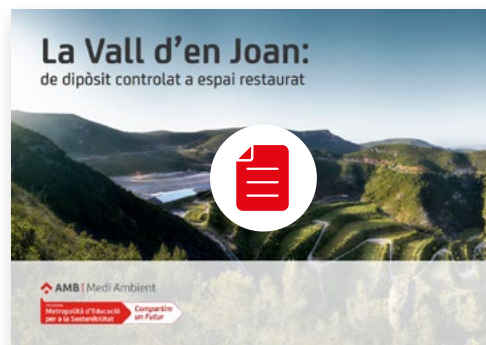 La Vall d’en Joan:
de dipòsit controlat a espai restaurat
AMB | Medi Ambient
Metropolità d'Educació
per a la Sostenibilitat
Compartim
un Futur